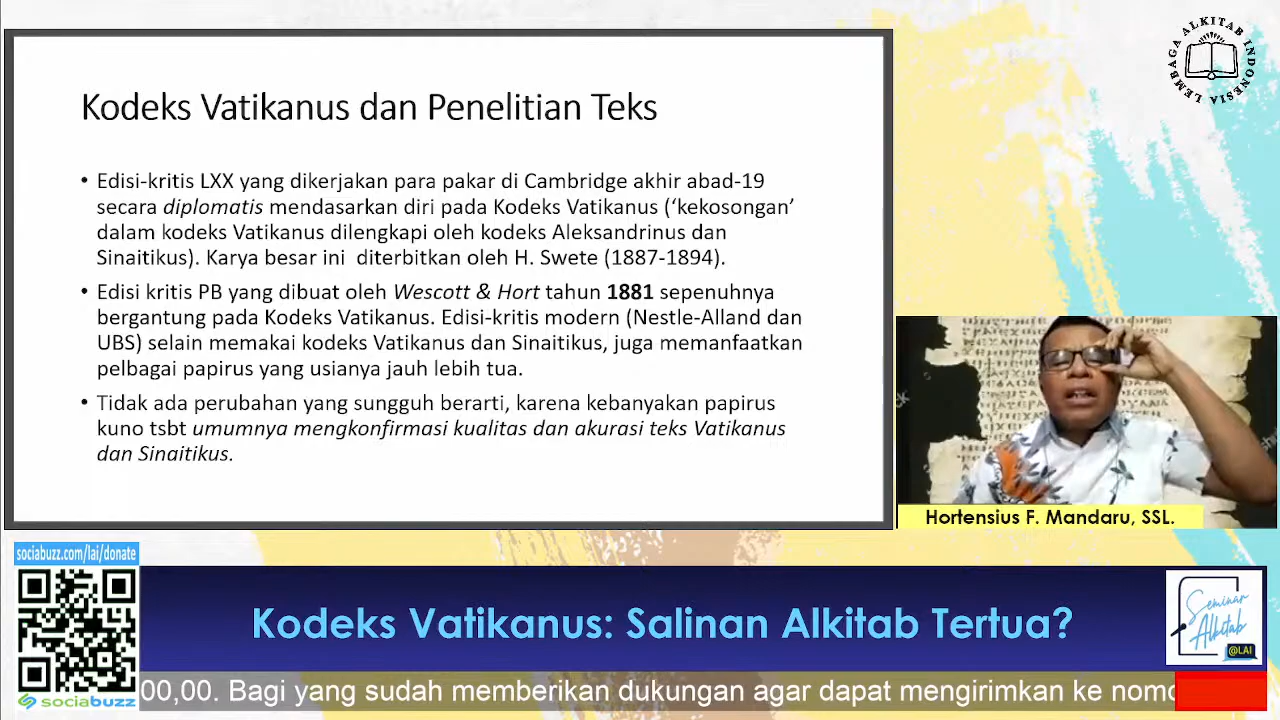 Kodeks Vatikanus dan Penelitian Teks
• Edisi-kritis LXX yang dikerjakan para pakar di Cambridge akhir abad-19
secara diplomatis mendasarkan diri pada Kodeks Vatikanus (‘kekosongan’
dalam kodeks Vatikanus dilengkapi oleh kodeks Aleksandrinus dan
Sinaitikus). Karya besar ini diterbitkan oleh H. Swete (1887-1894).
• Edisi kritis PB yang dibuat oleh Wescott & Hort tahun 1881 sepenuhnya
bergantung pada Kodeks Vatikanus. Edisi-kritis modern (Nestle-Alland dan
UBS) selain memakai kodeks Vatikanus dan Sinaitikus, juga memanfaatkan
pelbagai papirus yang usianya jauh lebih tua.
• Tidak ada perubahan yang sungguh berarti, karena kebanyakan papirus
kuno tsbt umumnya mengkonfirmasi kualitas dan akurasi teks Vatikanus
dan Sinaitikus.
LEMBAGA ALKITAB INDONESIA
Hortensius F. Mandaru, SSL.
sociabuzz.com/lai/donate
Kodeks Vatikanus: Salinan Alkitab Tertua?
Seminar
Alkitab
@LAI
sociabuzz
00,00. Bagi yang sudah memberikan dukungan agar dapat mengirimkan ke nomo